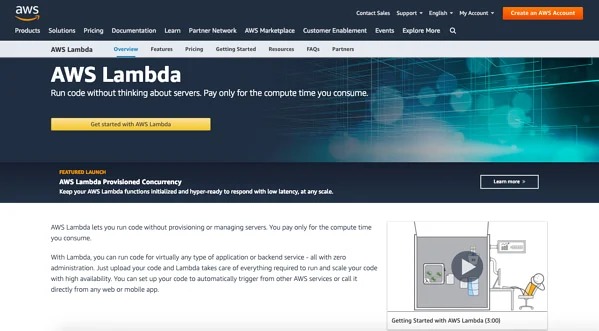 aws
Contact Sales Support English My Account Create an AWS Account
Products Solutions Pricing Documentation Learn Partner Network AWS Marketplace Customer Enablement Events Explore More
AWS Lambda Overview Features Pricing Getting Started Resources FAQs Partners
AWS Lambda
Run code without thinking about servers. Pay only for the compute time you consume.
Get started with AWS Lambda
FEATURED LAUNCH
AWS Lambda Provisioned Concurrency
Keep your AWS Lambda functions initialized and hyper-ready to respond with low latency, at any scale.
Learn more >
AWS Lambda lets you run code without provisioning or managing servers. You pay only for the compute time
you consume.
With Lambda, you can run code for virtually any type of application or backend service - all with zero
administration. Just upload your code and Lambda takes care of everything required to run and scale your code
with high availability. You can set up your code to automatically trigger from other AWS services or call it
directly from any web or mobile app.
Getting Started with AWS Lambda (3:00)